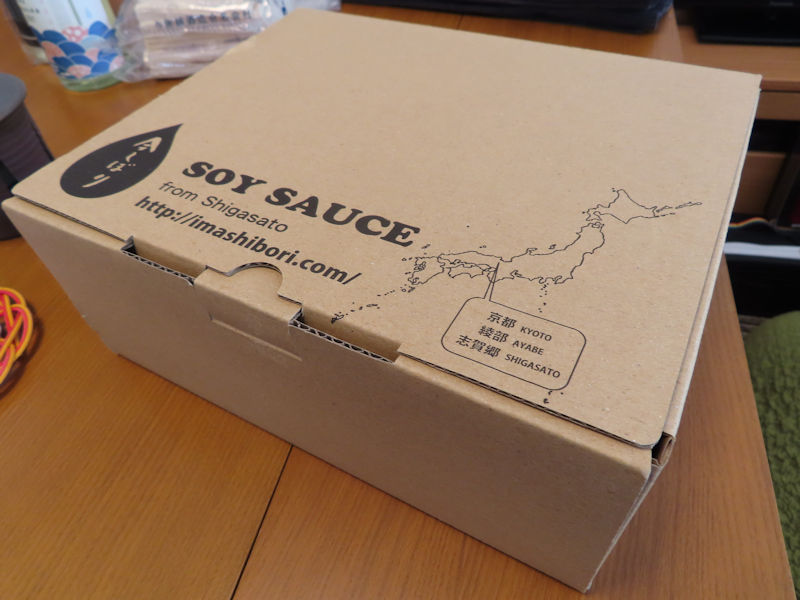 今しぼり
SOY SAUCE
from Shigasato
http://imashibori.com/
京都 KYOTO
綾部 AYABE
志賀郷 SHIGASATO